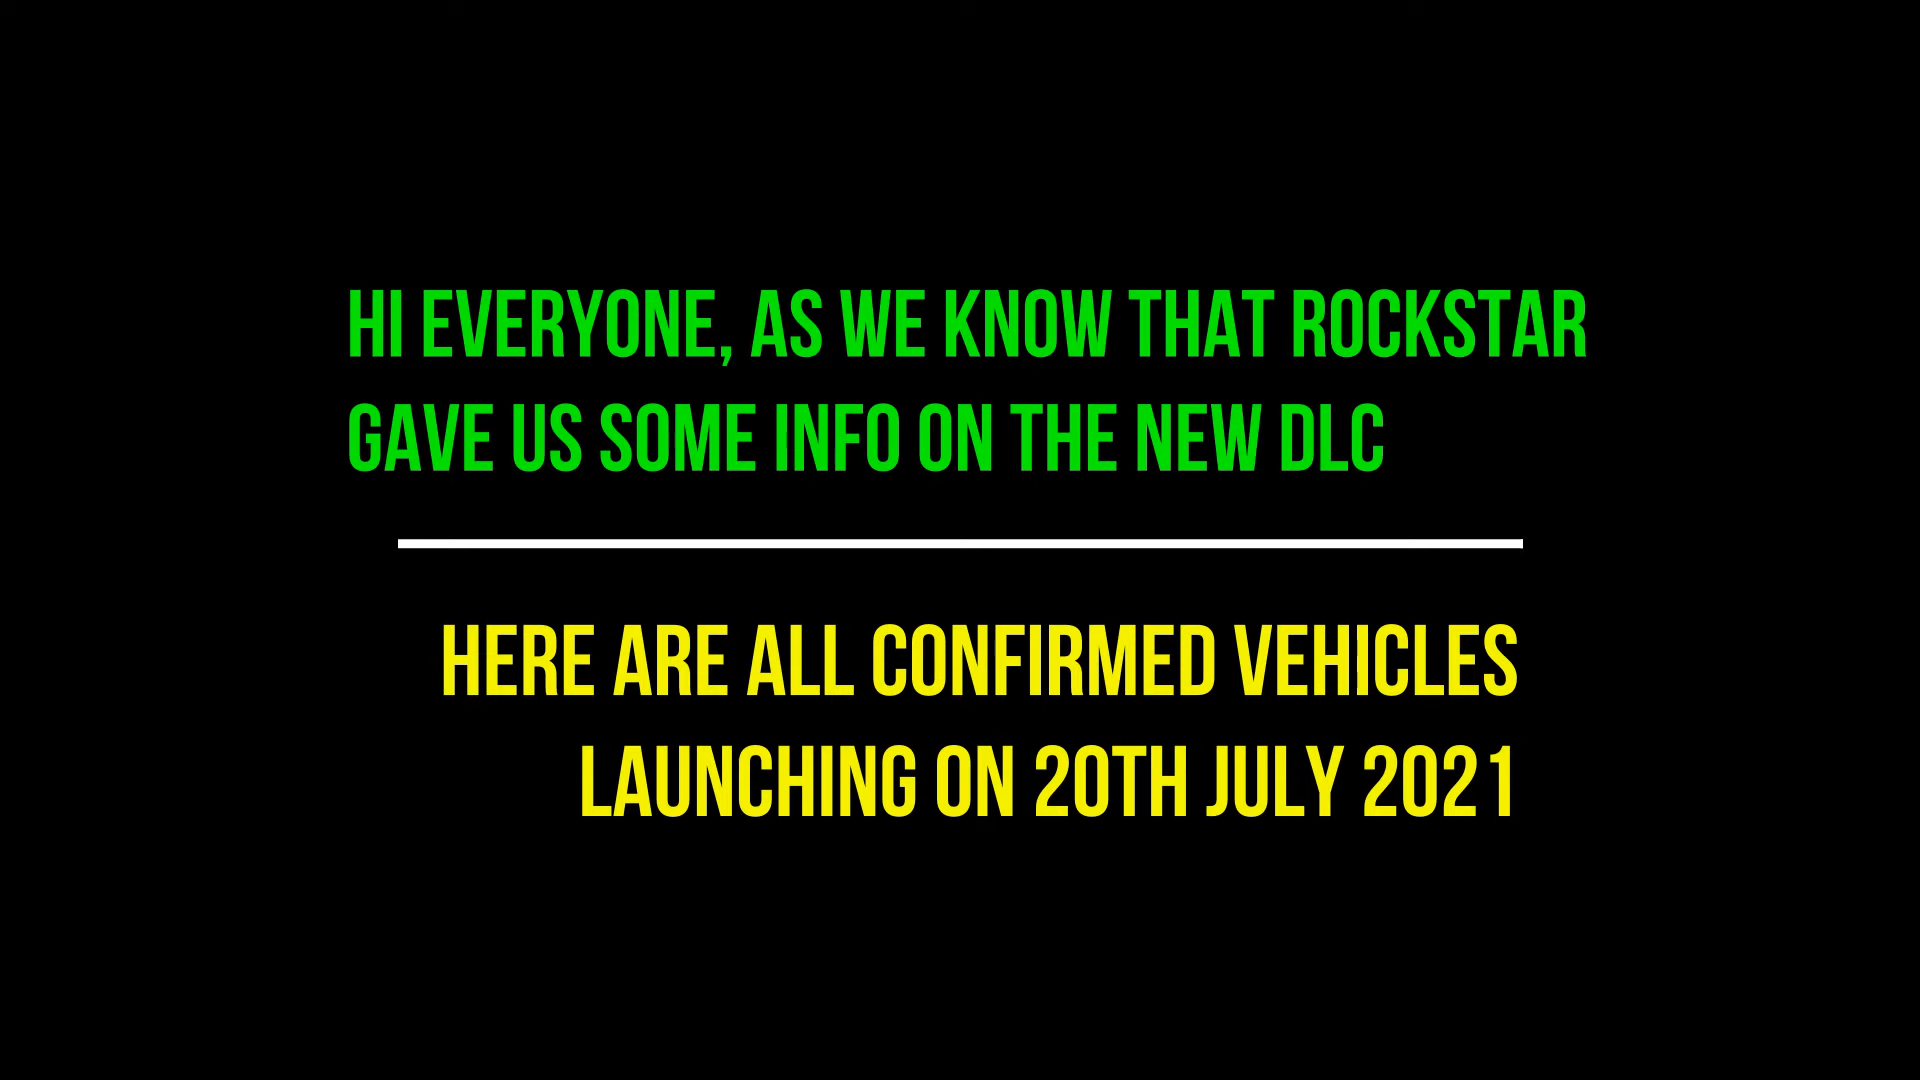 HI EVERYONE, AS WE KNOW THAT ROCKSTAR
GAVE US SOME INFO ON THE NEW DLC
HERE ARE ALL CONFIRMED VEHICLES
LAUNCHING ON 20TH JULY 2021